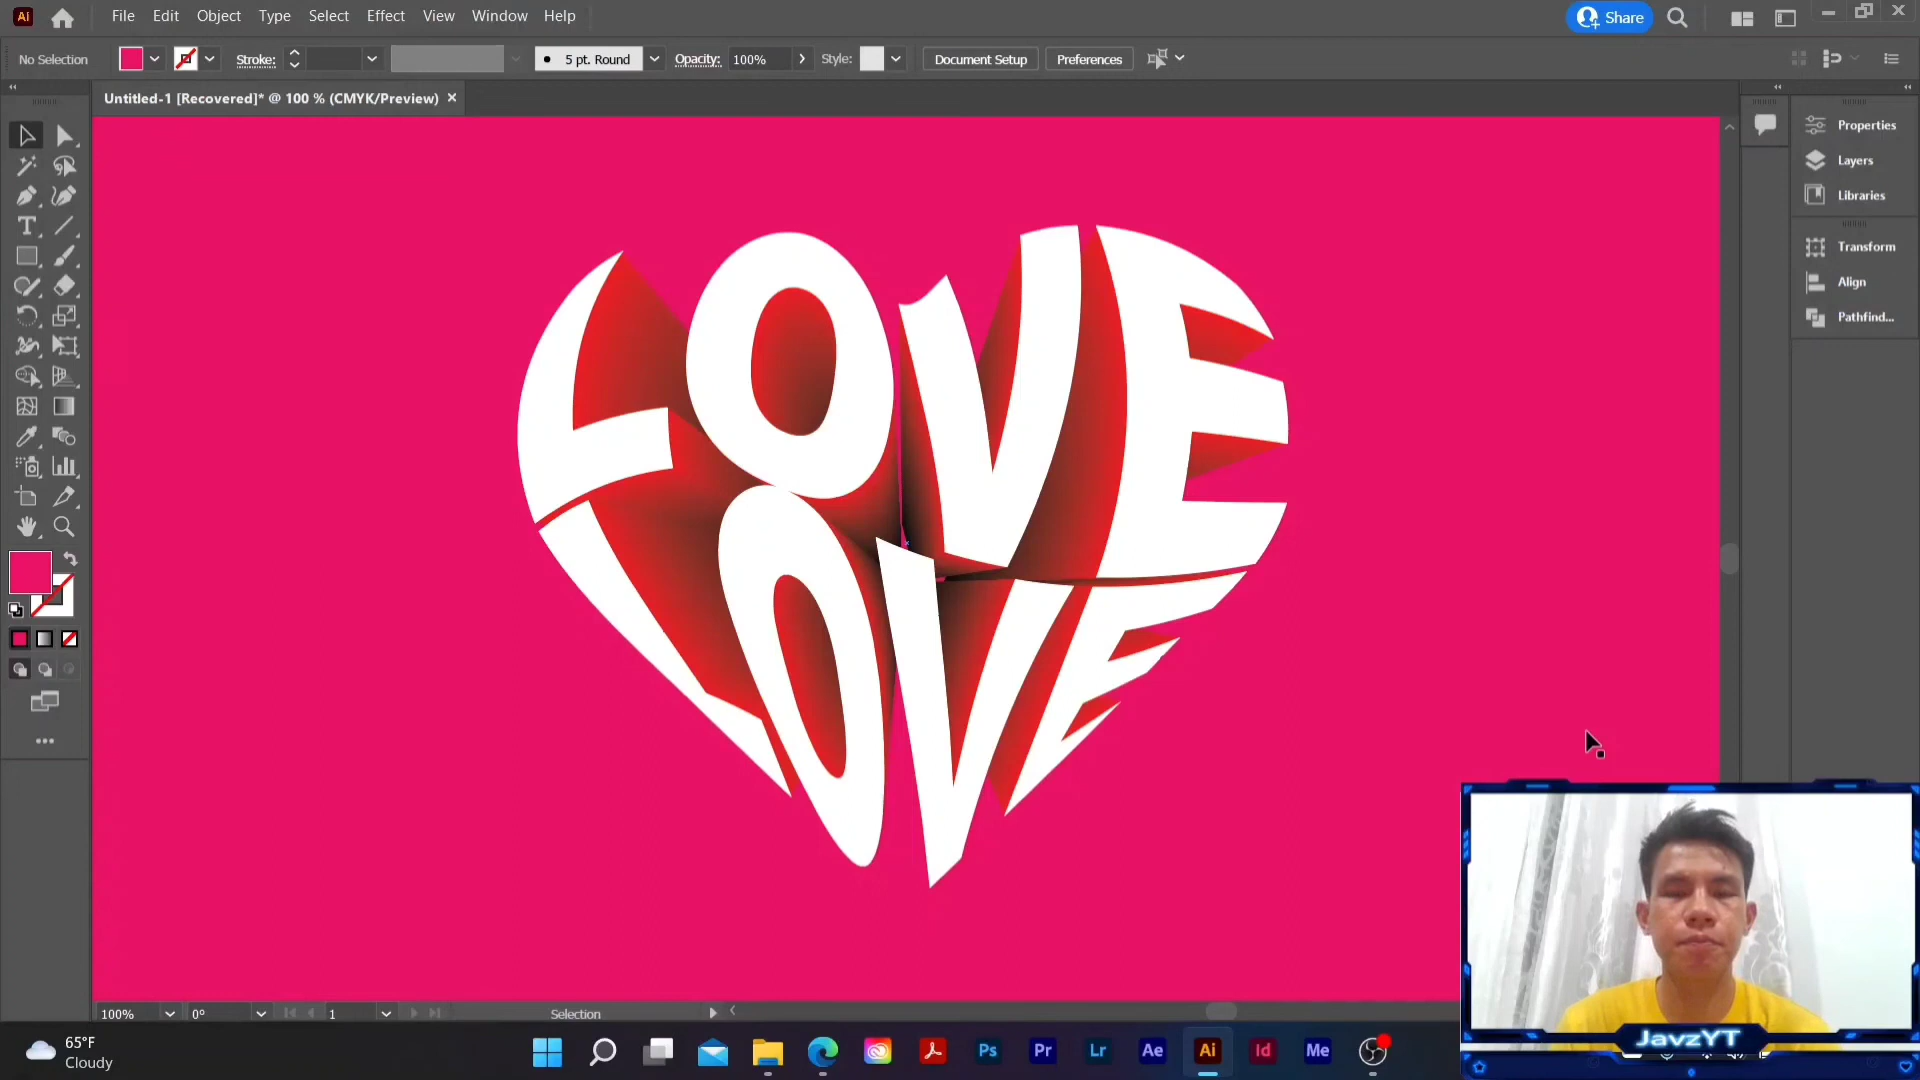 Ai File Edit Object Type Select Effect View Window Help Share
No Selection Stroke: 5 pt. Round Opacity: 100% Style: Document Setup Preferences
Untitled-1 [Recovered]* @ 100 % (CMYK/Preview)
Properties
Layers
Libraries
Transform
Align
Pathfind...
LOVE
LOVE
100% 0° 1 Selection
JavzYT
65°F
Cloudy
Ps Pr Lr Ae Ai Id Me